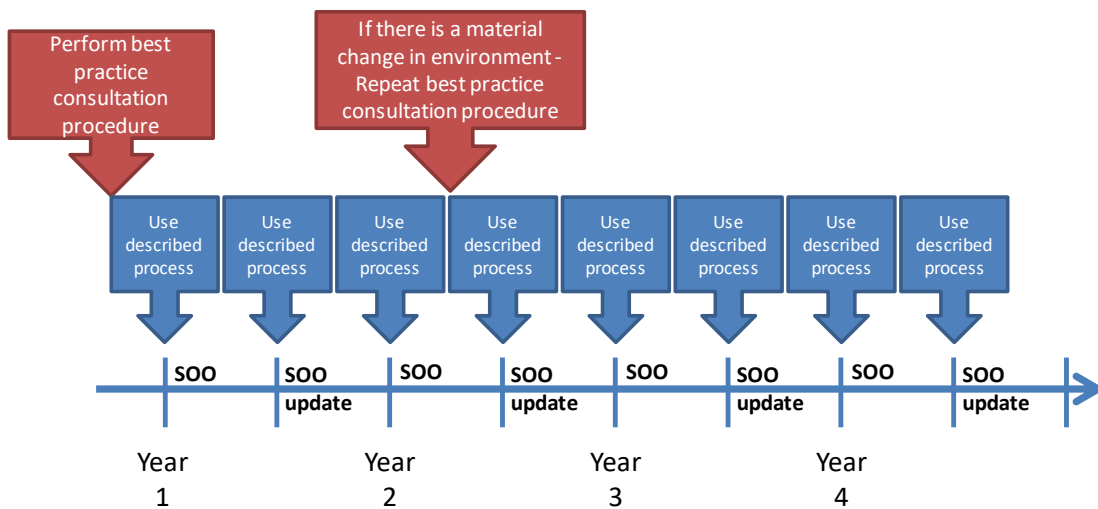 Perform best
practice
consultation
procedure
If there is a material
change in environment -
Repeat best practice
consultation procedure
Use
described
process
Use
described
process
Use
described
process
Use
described
process
Use
described
process
Use
described
process
Use
described
process
Use
described
process
SOO
SOO
update
SOO
SOO
update
SOO
SOO
update
SOO
SOO
update
Year
1
Year
2
Year
3
Year
4